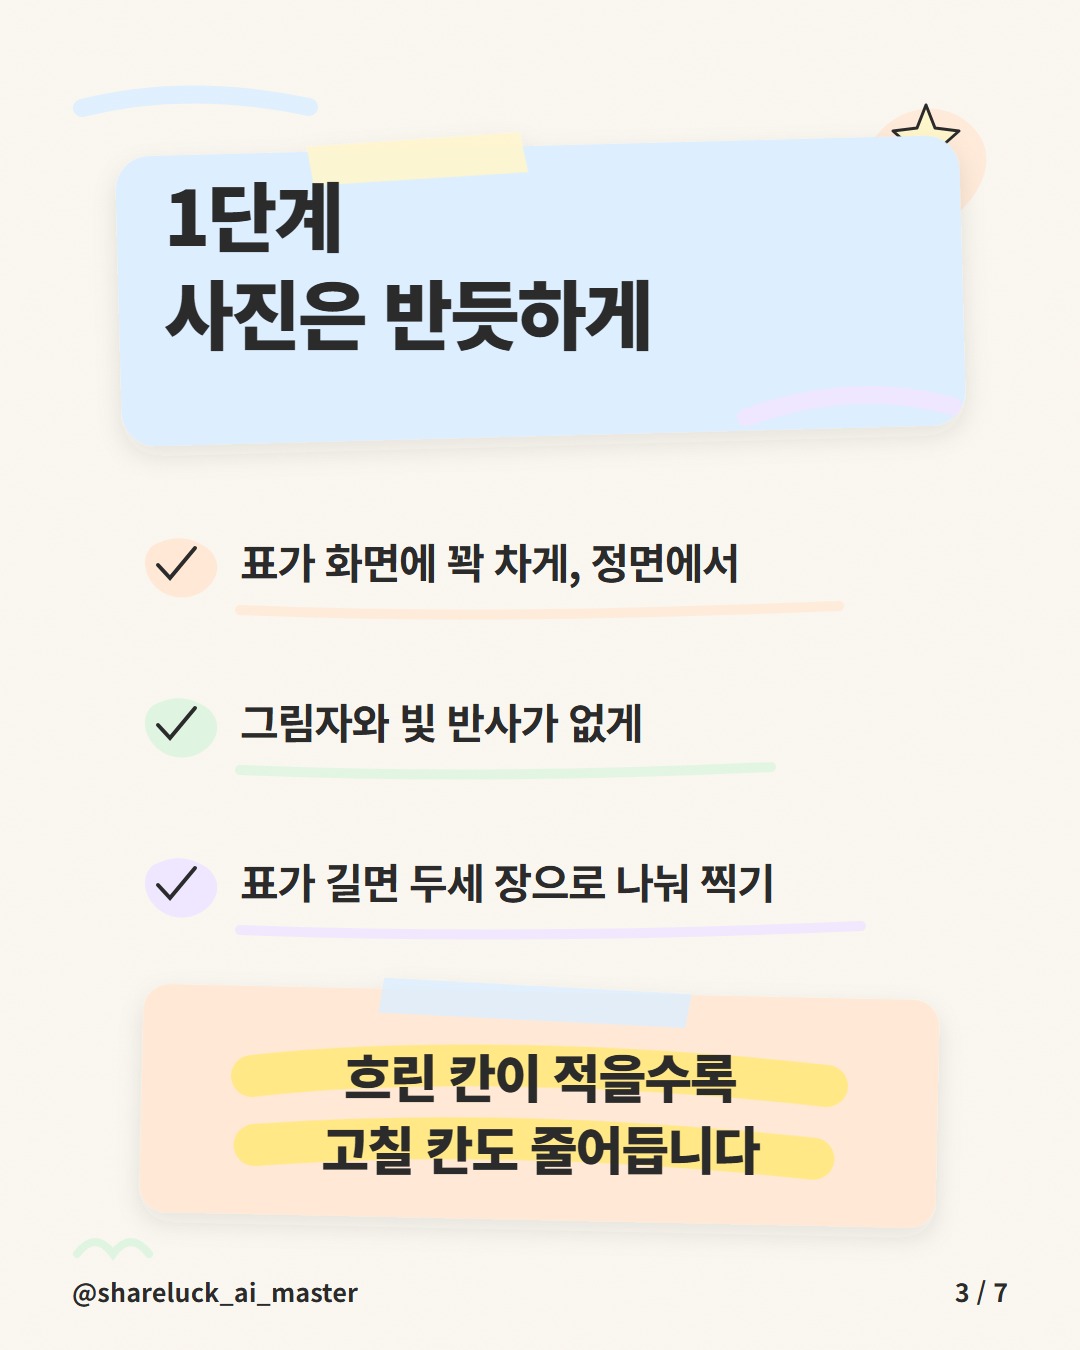 1단계
사진은 반듯하게
표가 화면에 꽉 차게, 정면에서
그림자와 빛 반사가 없게
표가 길면 두세 장으로 나눠 찍기
흐린 칸이 적을수록
고칠 칸도 줄어듭니다
@shareluck_ai_master
3 / 7